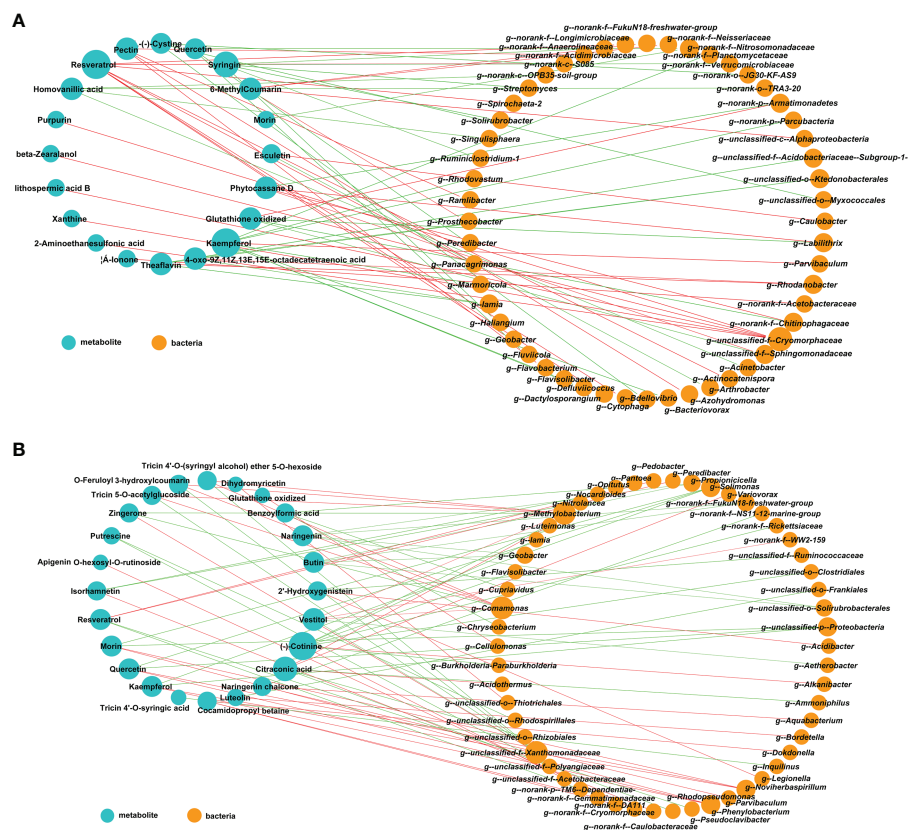 A
g--norank-f--FukuN18-freshwater-group
-(-)-Cystine
g--norank-f--Longimicrobiaceae
g--norank-f--Neisseriaceae
Pectin
Quercetin
g--norank-f--Anaerolineaceae
g--norank-f--Nitrosomonadaceae
g--norank-f--Acidimicrobiaceae
g--norank-f--Planctomycetaceae
Resveratrol
Syringin
g--norank-c--S085
g--norank-f--Verrucomicrobiaceae
g--norank-c--OPB35-soil-group
g--norank-o--JG30-KF-AS9
Homovanillic acid
6-MethylCoumarin
g--Streptomyces
g--norank-o--TRA3-20
g--Spirochaeta-2
g--norank-p--Armatimonadetes
Purpurin
Morin
g--Solirubrobacter
g--norank-p--Parcubacteria
g--Singulisphaera
g--unclassified-c--Alphaproteobacteria
beta-Zearalanol
Esculetin
g--Ruminiclostridium-1
g--unclassified-f--Acidobacteriaceae--Subgroup-1-
g--Rhodovastum
g--unclassified-o--Ktedonobacterales
lithospermic acid B
Phytocassane D
g--Ramlibacter
g--unclassified-o--Myxococcales
Xanthine
Glutathione oxidized
g--Prosthecobacter
g--Caulobacter
2-Aminoethanesulfonic acid
Kaempferol
g--Peredibacter
g--Labilithrix
¦Á-Ionone
Theaflavin
4-oxo-9Z,11Z,13E,15E-octadecatetraenoic acid
g--Panacagrimonas
g--Parvibaculum
g--Marmoricola
g--Rhodanobacter
g--Iamia
g--norank-f--Acetobacteraceae
g--Haliangium
g--norank-f--Chitinophagaceae
metabolite
bacteria
g--Geobacter
g--unclassified-f--Cryomorphaceae
g--Fluviicola
g--unclassified-f--Sphingomonadaceae
g--Flavobacterium
g--Acinetobacter
g--Flavisolibacter
g--Actinocatenispora
g--Defluviicoccus
g--Arthrobacter
g--Dactylosporangium
g--Bdellovibrio
g--Azohydromonas
g--Cytophaga
g--Bacteriovorax
B
Tricin 4'-O-(syringyl alcohol) ether 5-O-hexoside
g--Pedobacter
O-Feruloyl 3-hydroxylcoumarin
Dihydromyricetin
g--Pantoea
g--Peredibacter
g--Opitutus
g--Propionicicella
Tricin 5-O-acetylglucoside
Glutathione oxidized
g--Nocardioides
g--Solimonas
g--Nitrolancea
g--Variovorax
Zingerone
Benzoylformic acid
g--Methylobacterium
g--norank-f--FukuN18-freshwater-group
g--norank-f--NS11-12-marine-group
g--Luteimonas
g--norank-f--Rickettsiaceae
Putrescine
Naringenin
g--Iamia
g--norank-f--WW2-159
Apigenin O-hexosyl-O-rutinoside
Butin
g--Geobacter
g--unclassified-f--Ruminococcaceae
g--Flavisolibacter
g--unclassified-o--Clostridiales
Isorhamnetin
2'-Hydroxygenistein
g--Cupriavidus
g--unclassified-o--Frankiales
g--Comamonas
g--unclassified-o--Solirubrobacterales
Resveratrol
Vestitol
g--Chryseobacterium
g--unclassified-p--Proteobacteria
Morin
(-)-Cotinine
g--Cellulomonas
g--Acidibacter
Quercetin
Citraconic acid
g--Burkholderia-Paraburkholderia
g--Aetherobacter
Kaempferol
Naringenin chalcone
g--Acidothermus
g--Alkanibacter
Tricin 4'-O-syringic acid
Luteolin
g--unclassified-o--Thiotrichales
g--Ammoniphilus
Cocamidopropyl betaine
g--unclassified-o--Rhodospirillales
g--Aquabacterium
g--unclassified-o--Rhizobiales
g--Bordetella
g--unclassified-f--Xanthomonadaceae
g--Dokdonella
g--unclassified-f--Polyangiaceae
g--Inquilinus
g--unclassified-f--Acetobacteraceae
g--Legionella
g--norank-p--TM6--Dependentiae-
g--Noviherbaspirillum
g--norank-f--Gemmatimonadaceae
g--Rhodopseudomonas
g--norank-f--DA111
g--Parvibaculum
metabolite
bacteria
g--norank-f--Cryomorphaceae
g--Phenylobacterium
g--Pseudoclavibacter
g--norank-f--Caulobacteraceae